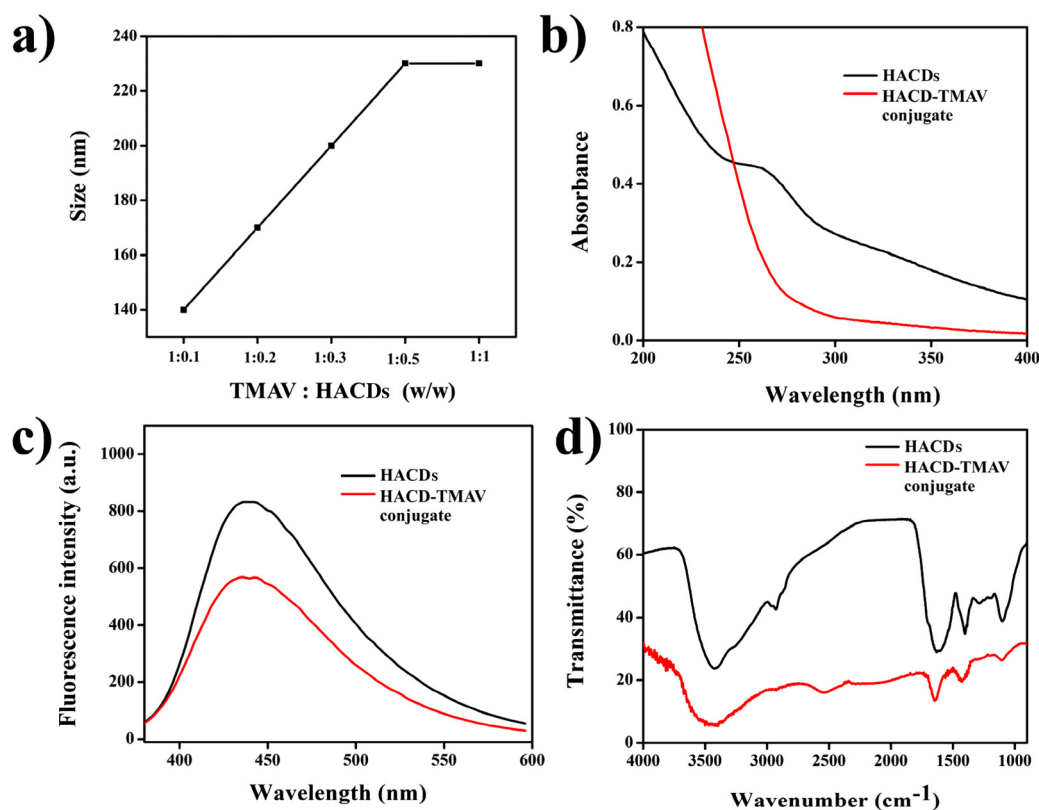 a)
240
220
200
180
160
140
Size (nm)
1:0.1 1:0.2 1:0.3 1:0.5 1:1
TMAV : HACDs (w/w)
b)
0.8
0.6
0.4
0.2
0.0
Absorbance
HACDs
HACD-TMAV
conjugate
200 250 300 350 400
Wavelength (nm)
c)
1000
800
600
400
200
0
Fluorescence intensity (a.u.)
HACDs
HACD-TMAV
conjugate
400 450 500 550 600
Wavelength (nm)
d)
100
80
60
40
20
0
Transmittance (%)
HACDs
HACD-TMAV
conjugate
4000 3000 2000 1000
Wavenumber (cm-1)